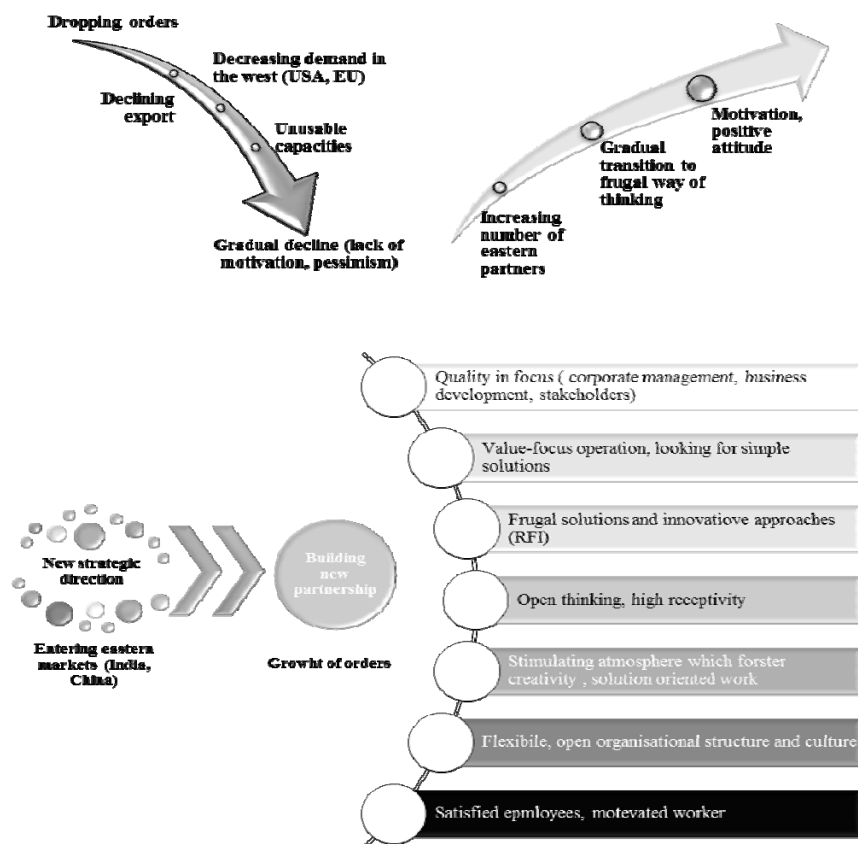 Dropping orders
Decreasing demand in
the west (USA, EU)
Declining
export
Unusable
capacities
Gradual decline (lack of
motivation, pessimism)
Motivation,
positive
attitude
Gradual
transition to
frugal way of
thinking
Increasing
number of
eastern
partners
Quality in focus ( corporate management, business
development, stakeholders)
Value-focus operation, looking for simple
solutions
Frugal solutions and innovatiove approaches
(RFI)
Open thinking, high receptivity
Stimulating atmosphere which forster
creativity , solution oriented work
Flexibile, open organisational structure and culture
Satisfied epmloyees, motevated worker
New strategic
direction
Entering eastern
markets (India,
China)
Building
new
partnership
Growht of orders